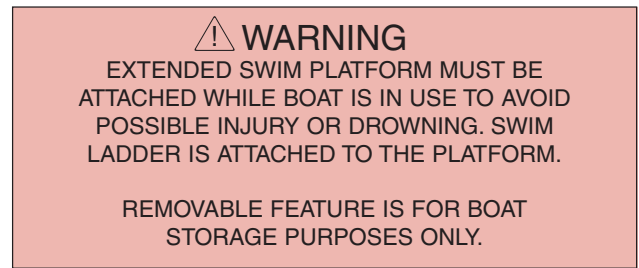 ⚠ WARNING
EXTENDED SWIM PLATFORM MUST BE
ATTACHED WHILE BOAT IS IN USE TO AVOID
POSSIBLE INJURY OR DROWNING. SWIM
LADDER IS ATTACHED TO THE PLATFORM.
REMOVABLE FEATURE IS FOR BOAT
STORAGE PURPOSES ONLY.